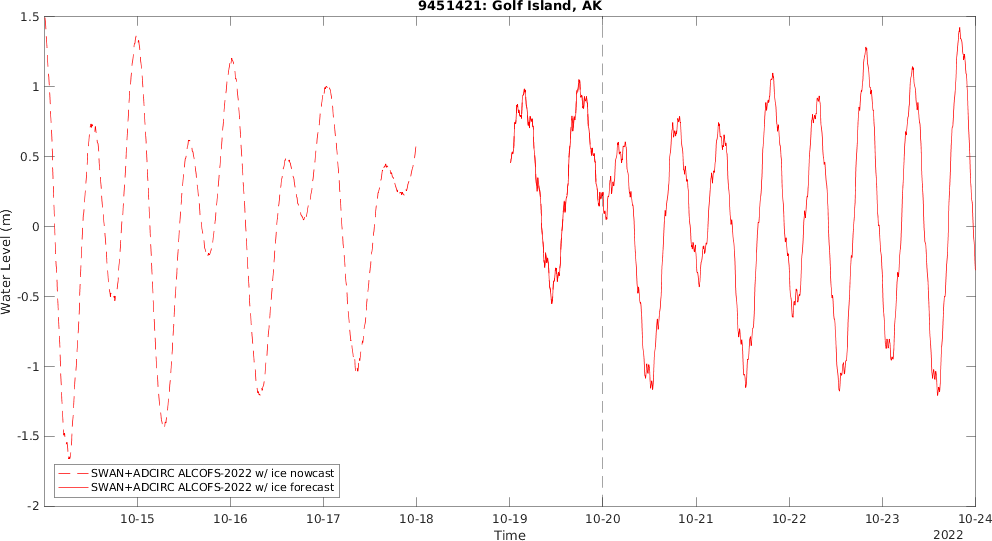 9451421: Golf Island, AK
Water Level (m)
1.5
1
0.5
0
-0.5
-1
-1.5
-2
SWAN+ADCIRC ALCOFS-2022 w/ ice nowcast
SWAN+ADCIRC ALCOFS-2022 w/ ice forecast
10-15 10-16 10-17 10-18 10-19 10-20 10-21 10-22 10-23 10-24
Time
2022